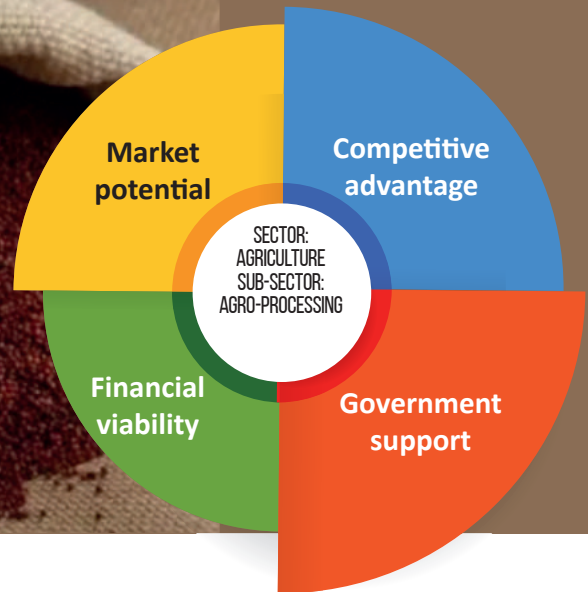 Market
potential
Competitive
advantage
SECTOR:
AGRICULTURE
SUB-SECTOR:
AGRO-PROCESSING
Financial
viability
Government
support